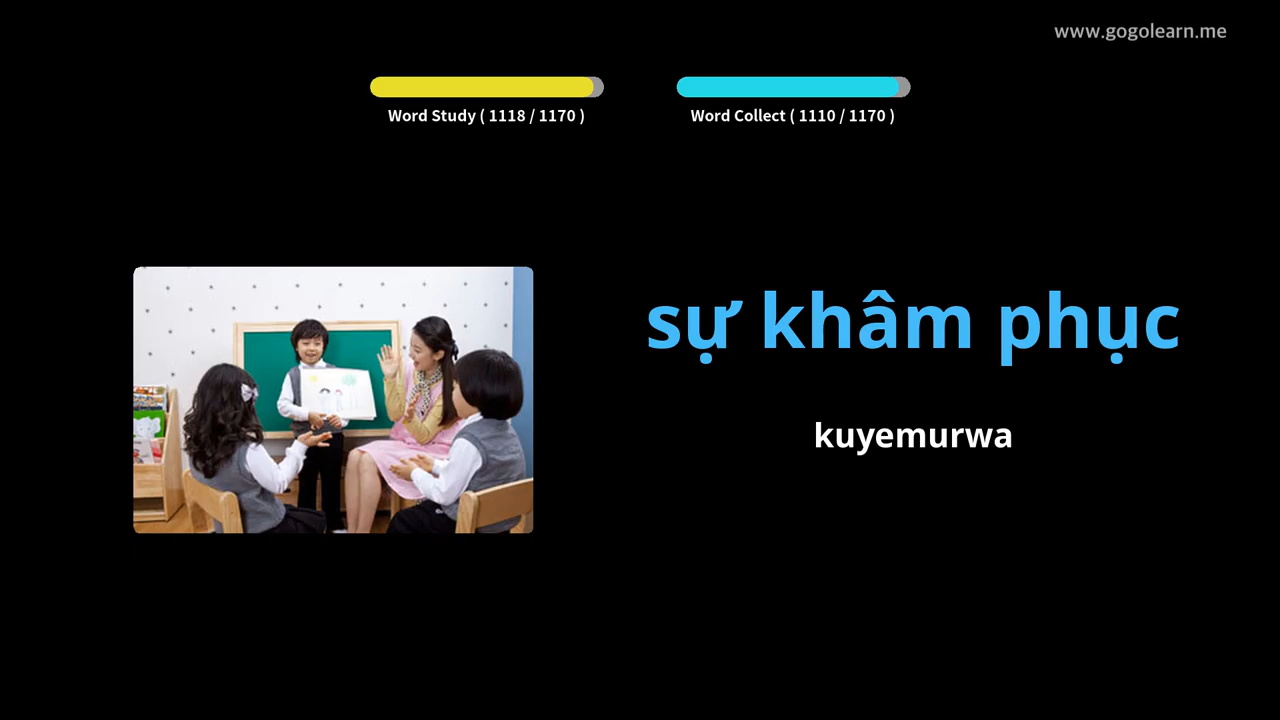 www.gogolearn.me
Word Study ( 1118 / 1170 )
Word Collect ( 1110 / 1170 )
sự khâm phục
kuyemurwa